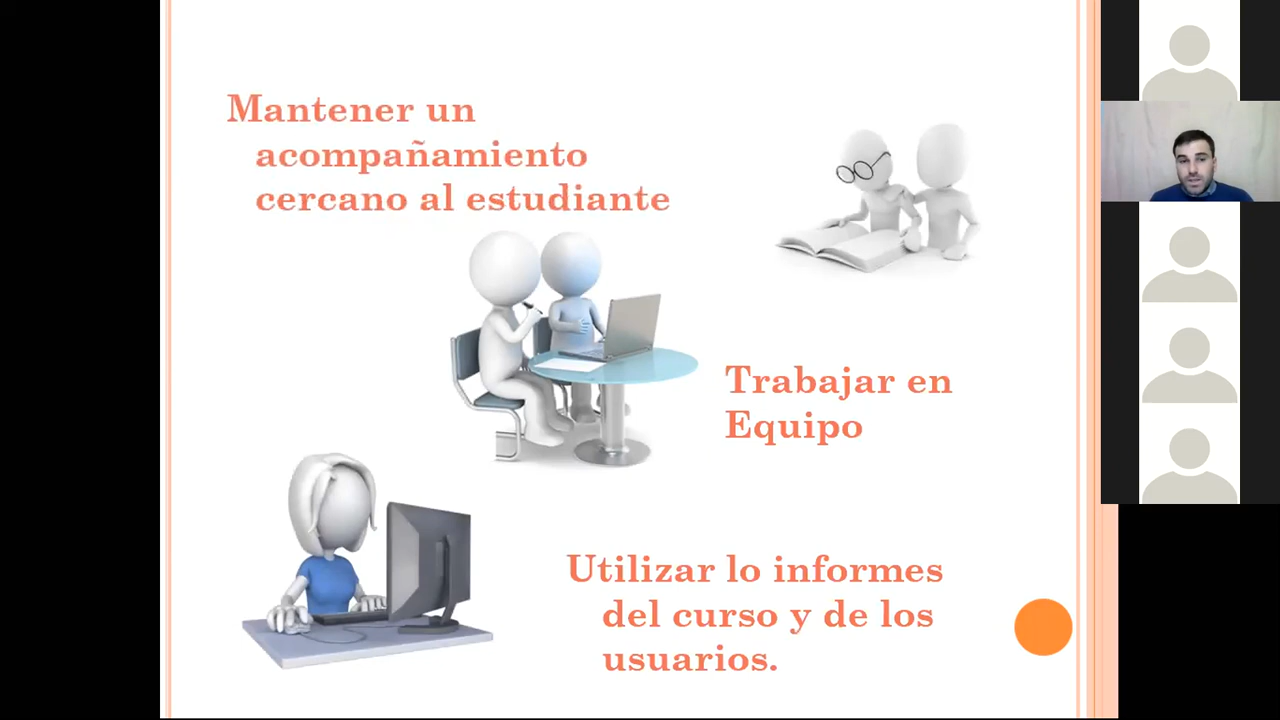 Mantener un
acompañamiento
cercano al estudiante
Trabajar en
Equipo
Utilizar lo informes
del curso y de los
usuarios.